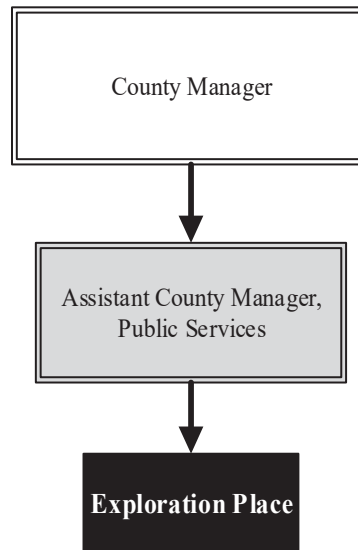 County Manager
Assistant County Manager,
Public Services
Exploration Place